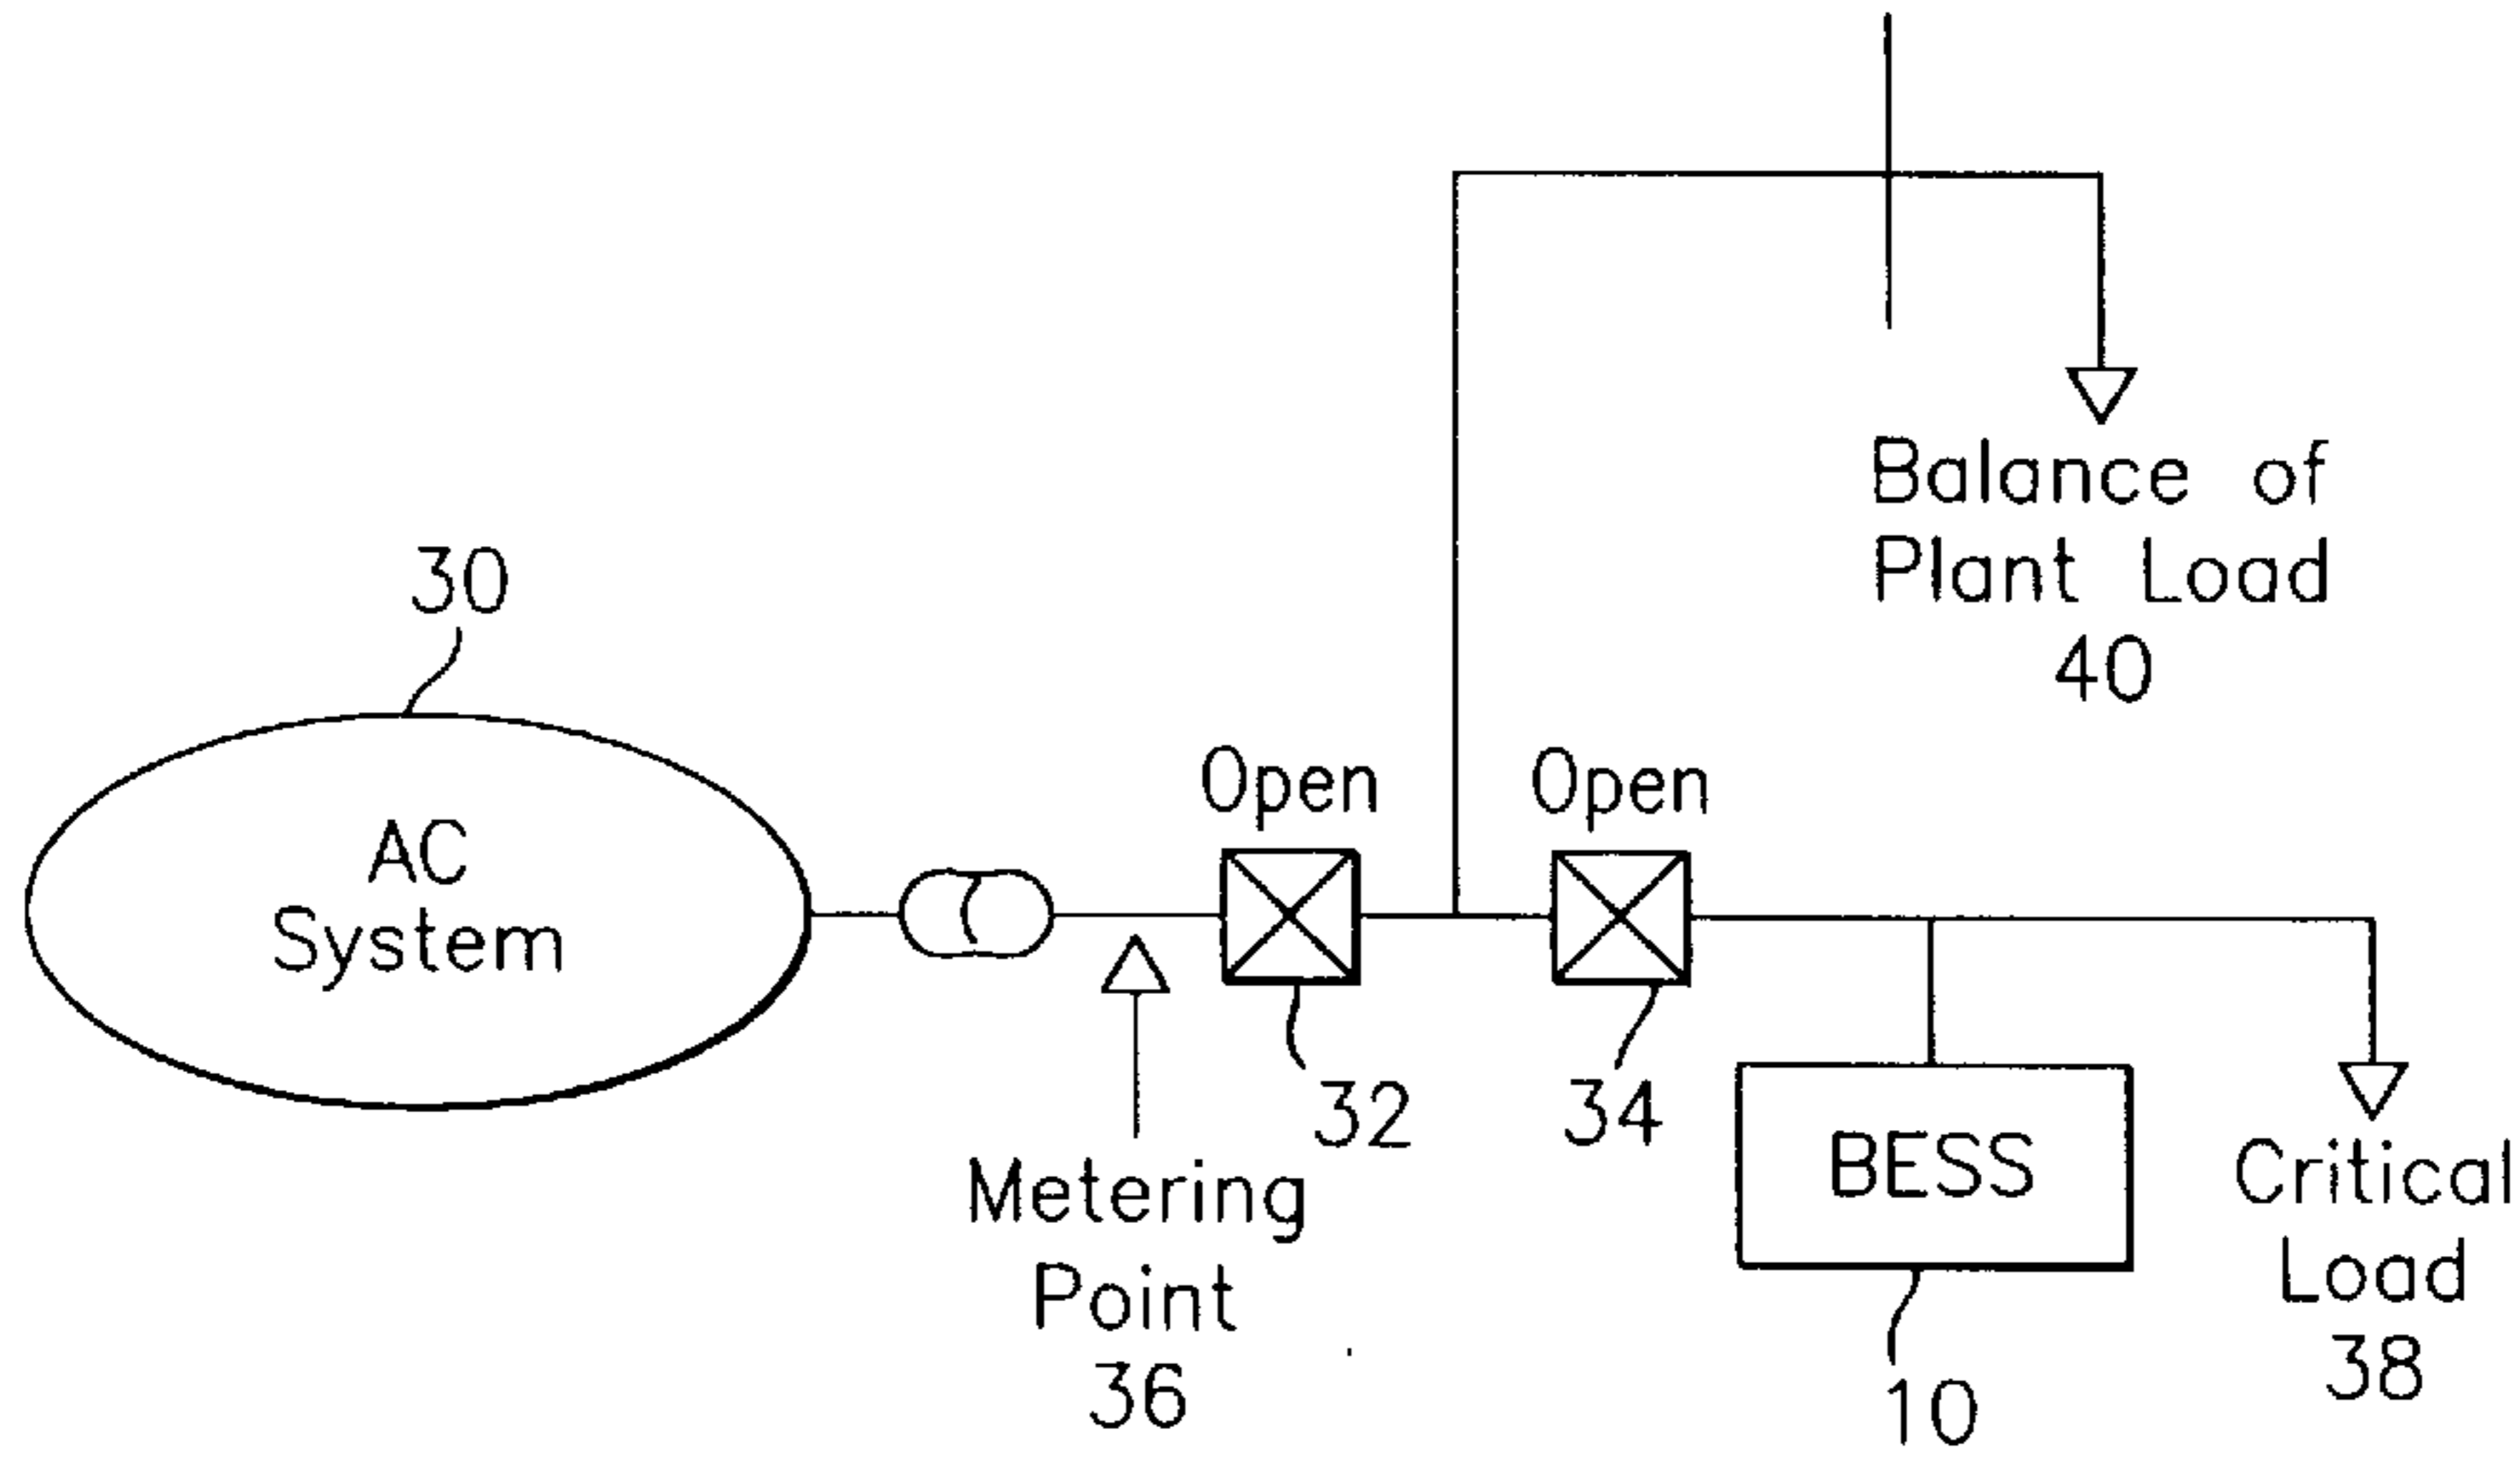 Balance of
Plant Load
40
30
AC
System
Open
Open
32
34
Metering
Point
36
BESS
10
Critical
Load
38